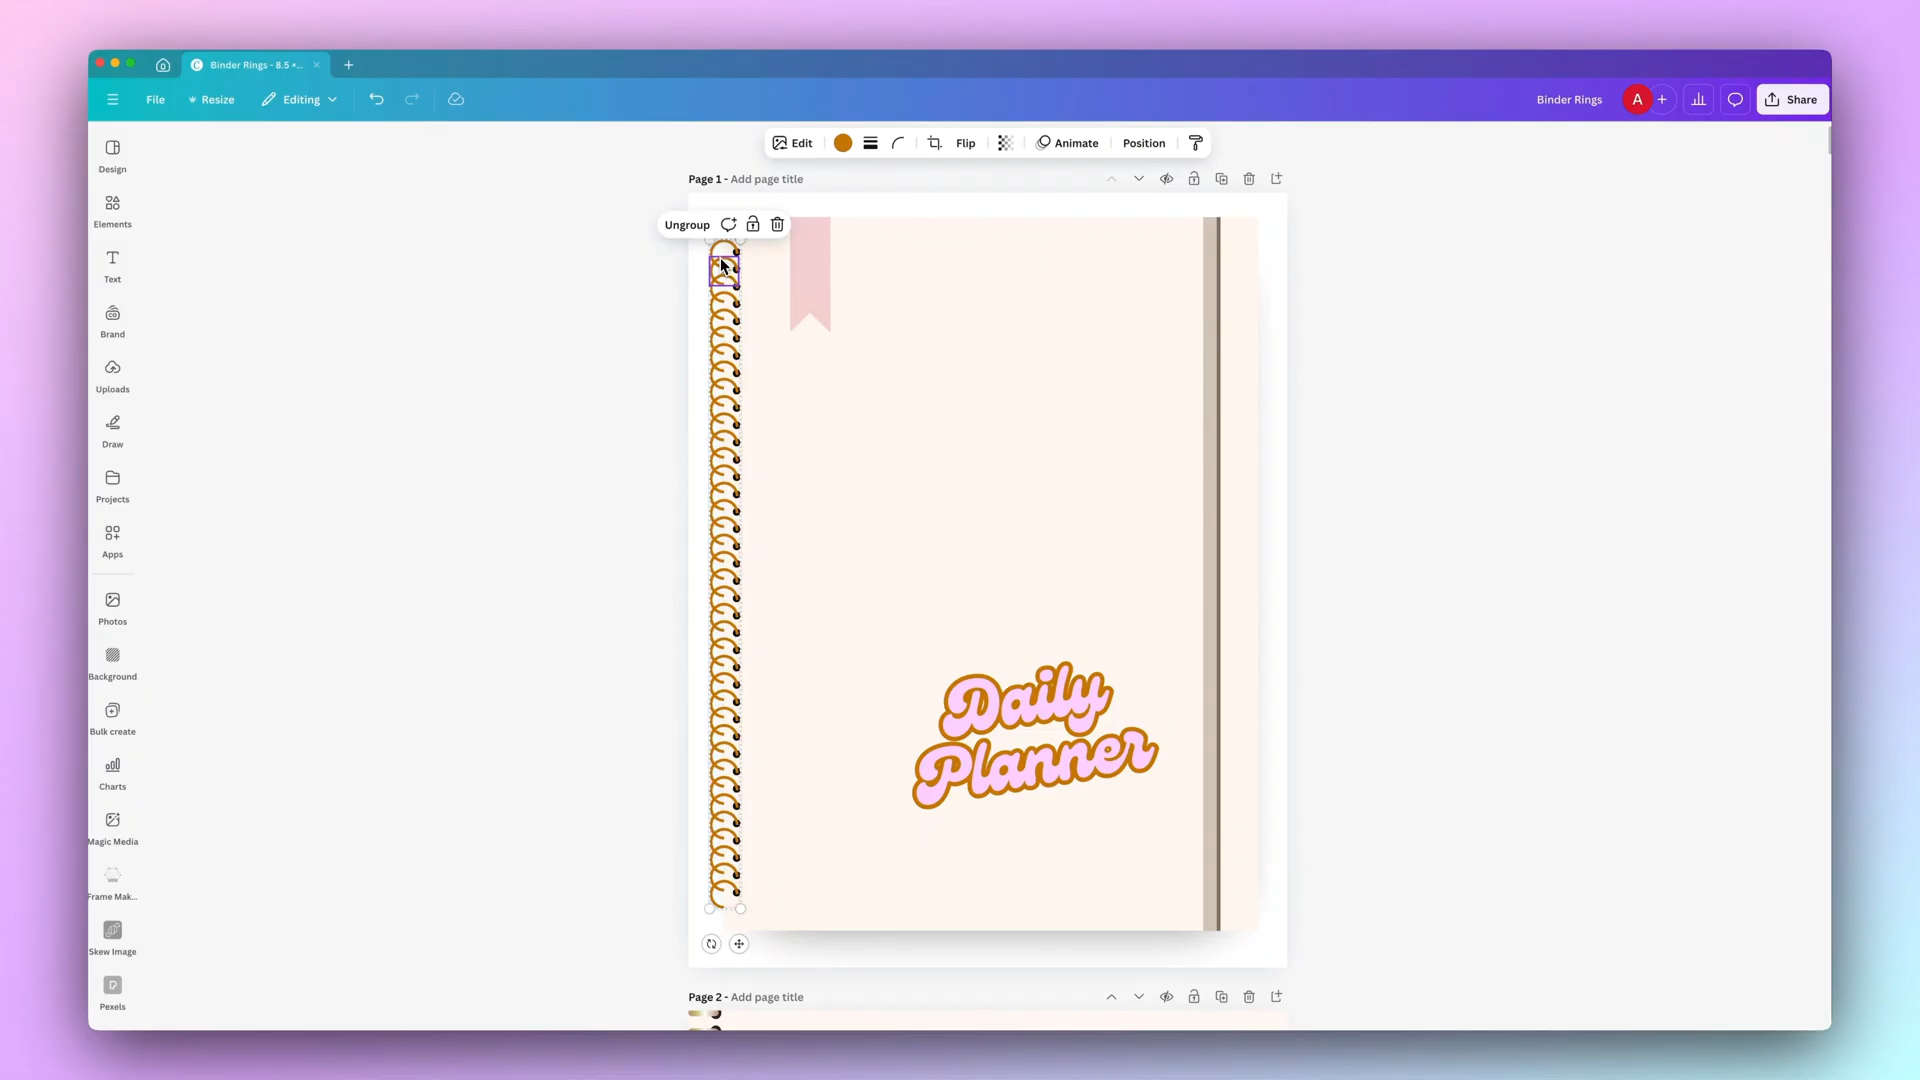 Binder Rings - 8.5 ×...
File
Resize
Editing
Binder Rings
A
Share
Design
Elements
Text
Brand
Uploads
Draw
Projects
Apps
Photos
Background
Bulk create
Charts
Magic Media
Frame Mak...
Skew Image
Pexels
Edit
Flip
Animate
Position
Page 1 - Add page title
Ungroup
Daily
Planner
Page 2 - Add page title